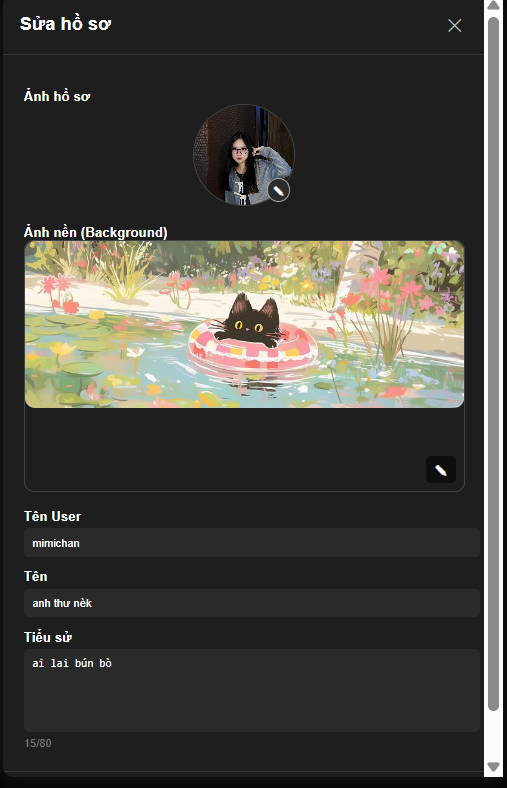 Sửa hồ sơ
Ảnh hồ sơ
Ảnh nền (Background)
Tên User
mimichan
Tên
anh thư nèk
Tiểu sử
ai lai bún bò
15/80